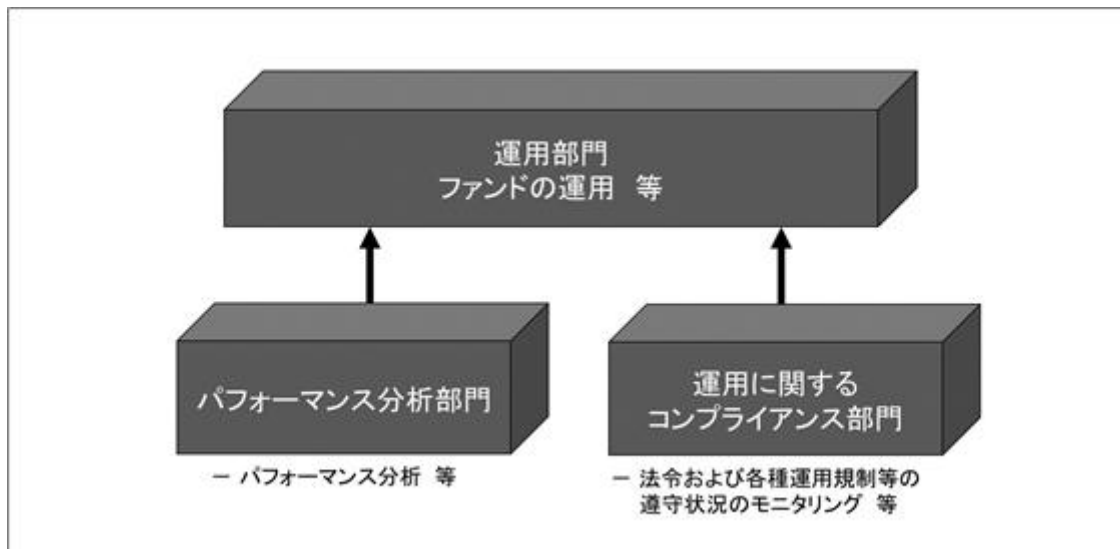 運用部門
ファンドの運用 等
パフォーマンス分析部門
－ パフォーマンス分析 等
運用に関する
コンプライアンス部門
－ 法令および各種運用規制等の
遵守状況のモニタリング 等